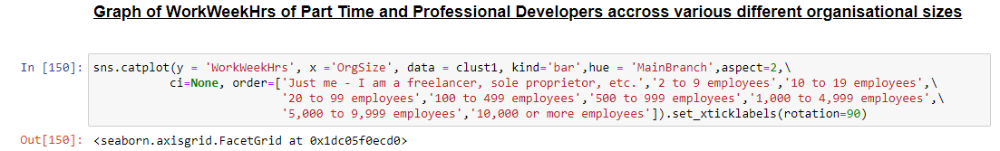 Graph of WorkWeekHrs of Part Time and Professional Developers accross various different organisational sizes
In [150]: sns.catplot(y = 'WorkWeekHrs', x ='OrgSize', data = clust1, kind='bar',hue = 'MainBranch',aspect=2,\
ci=None, order=['Just me - I am a freelancer, sole proprietor, etc.','2 to 9 employees','10 to 19 employees',\
'20 to 99 employees','100 to 499 employees','500 to 999 employees','1,000 to 4,999 employees',\
'5,000 to 9,999 employees','10,000 or more employees']).set_xticklabels(rotation=90)
Out[150]: <seaborn.axisgrid.FacetGrid at 0x1dc05f0ecd0>